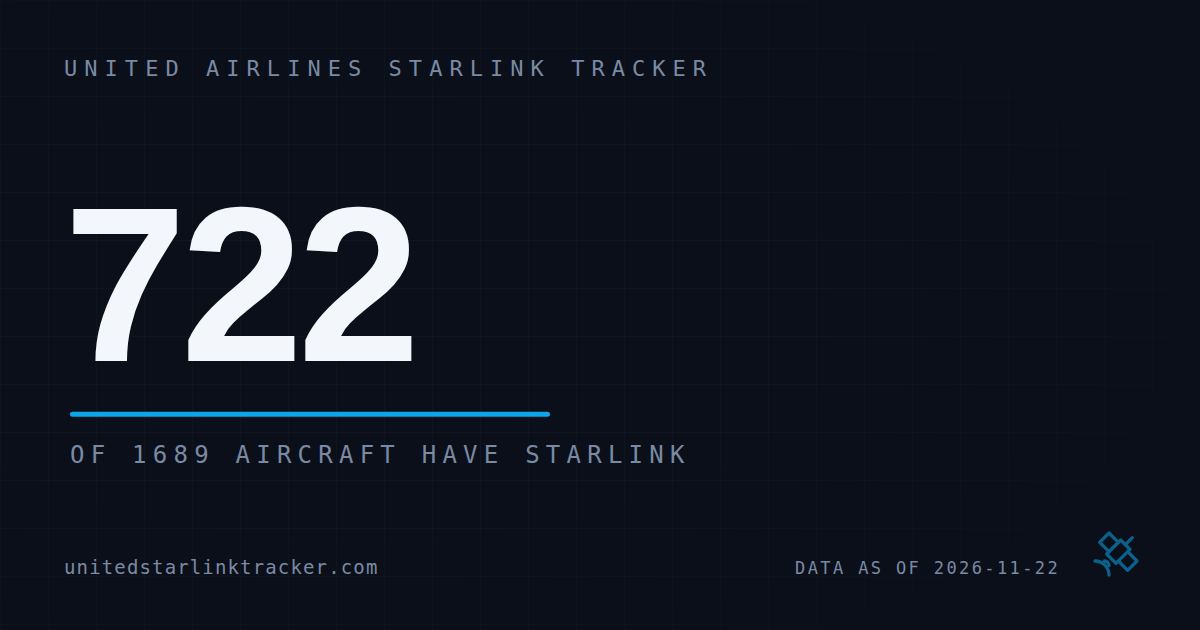 UNITED AIRLINES STARLINK TRACKER
722
OF 1689 AIRCRAFT HAVE STARLINK
unitedstarlinktracker.com
DATA AS OF 2026-11-22